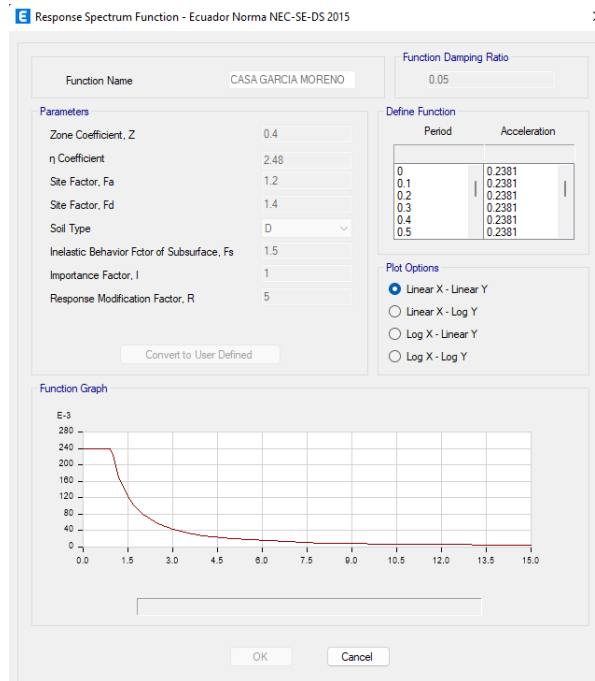 E Response Spectrum Function - Ecuador Norma NEC-SE-DS 2015
Function Name CASA GARCIA MORENO
Function Damping Ratio
0.05
Parameters
Zone Coefficient, Z 0.4
η Coefficient 2.48
Site Factor, Fa 1.2
Site Factor, Fd 1.4
Soil Type D
Inelastic Behavior Fctor of Subsurface, Fs 1.5
Importance Factor, I 1
Response Modification Factor, R 5
Convert to User Defined
Define Function
Period Acceleration
0 0.2381
0.1 0.2381
0.2 0.2381
0.3 0.2381
0.4 0.2381
0.5 0.2381
Plot Options
Linear X - Linear Y
Linear X - Log Y
Log X - Linear Y
Log X - Log Y
Function Graph
E-3
280
240
200
160
120
80
40
0
0.0 1.5 3.0 4.5 6.0 7.5 9.0 10.5 12.0 13.5 15.0
OK Cancel